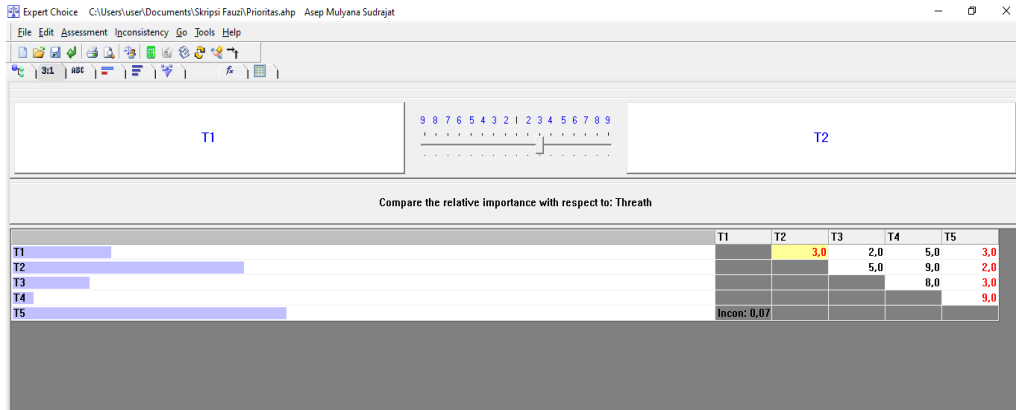 Expert Choice C:\Users\user\Documents\Skripsi Fauzi\Prioritas.ahp Asep Mulyana Sudrajat
File Edit Assessment Inconsistency Go Tools Help
3:1 ABC fx
T1 9 8 7 6 5 4 3 2 1 2 3 4 5 6 7 8 9 T2
Compare the relative importance with respect to: Threath
T1 T2 T3 T4 T5
T1 3,0 2,0 5,0 3,0
T2 5,0 9,0 2,0
T3 8,0 3,0
T4 9,0
T5 Incon: 0,07